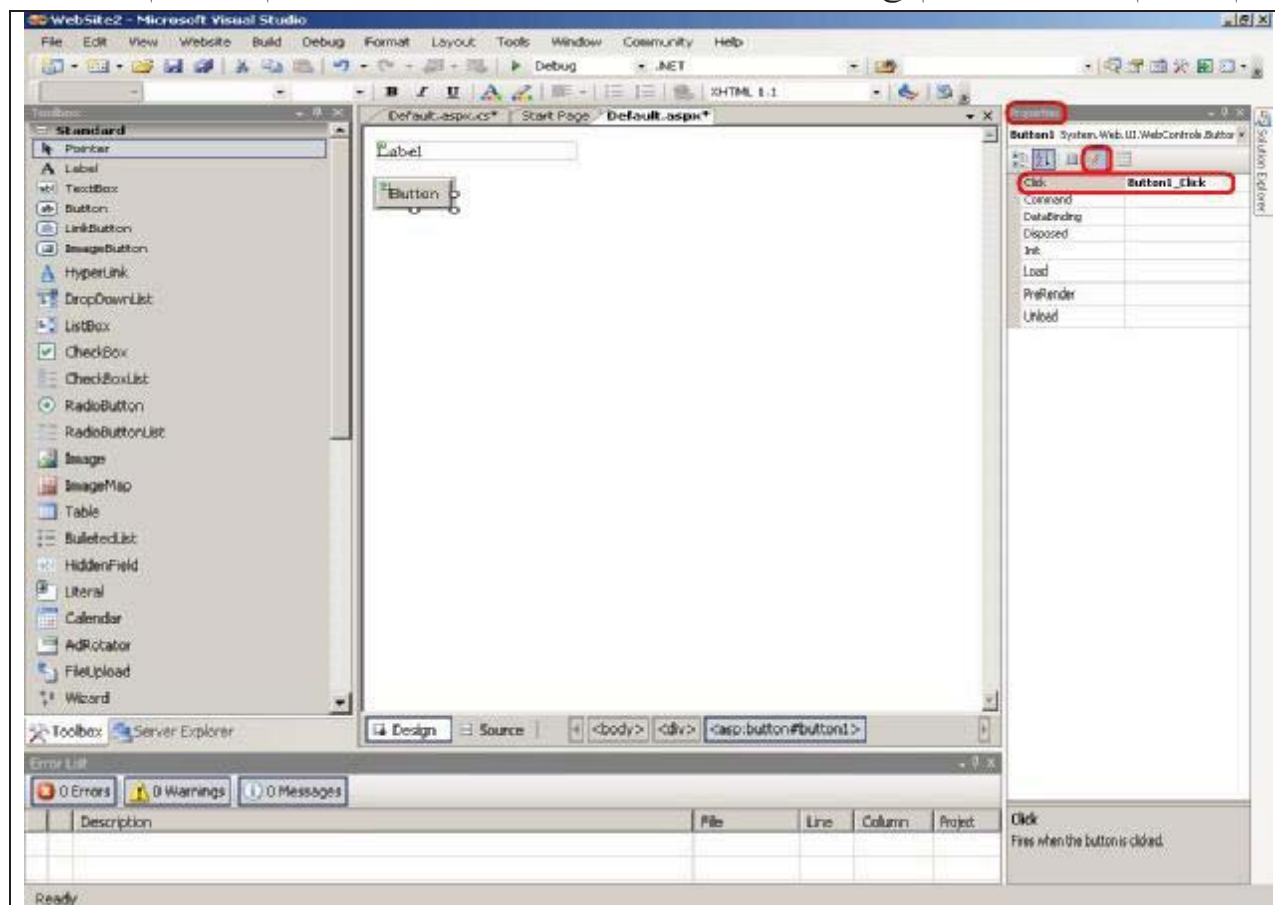 WebSite2 - Microsoft Visual Studio
File Edit View Website Build Debug Format Layout Tools Window Community Help
Debug .NET
B I U A XHTML 1.1
Toolbox
Standard
Pointer
Label
TextBox
Button
LinkButton
ImageButton
HyperLink
DropDownList
ListBox
CheckBox
CheckBoxList
RadioButton
RadioButtonList
Image
ImageMap
Table
BulletedList
HiddenField
Literal
Calendar
AdRotator
FileUpload
Wizard
Toolbox Server Explorer
Default.aspx.cs* Start Page Default.aspx*
Label
Button
Design Source <body> <div> <asp:button#button1>
Properties
Button1 System.Web.UI.WebControls.Button
Click Button1_Click
Command
DataBinding
Disposed
Init
Load
PreRender
Unload
Click
Fires when the button is clicked.
Solution Explorer
Error List
0 Errors 0 Warnings 0 Messages
Description File Line Column Project
Ready